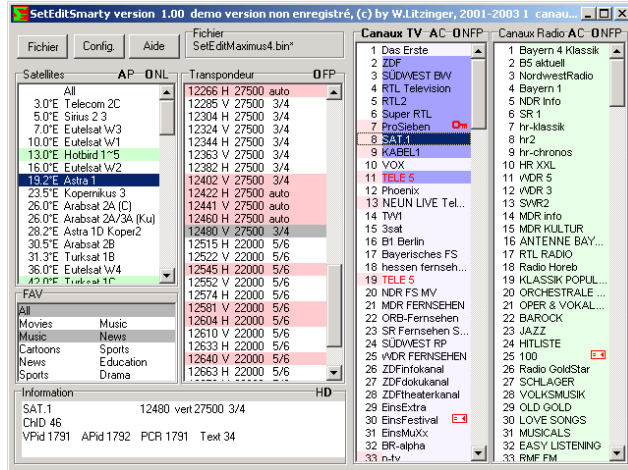 SetEditSmarty version 1.00 demo version non enregistré, (c) by W.Litzinger, 2001-2003 1 canau...
Fichier
Config.
Aide
Fichier
SetEditMaximus4.bin*
Satellites AP-ONL
All
3.0°E Telecom 2C
5.0°E Sirius 2 3
7.0°E Eutelsat W3
10.0°E Eutelsat W1
13.0°E Hotbird 1~5
16.0°E Eutelsat W2
19.2°E Astra 1
23.5°E Kopernikus 3
26.0°E Arabsat 2A (C)
26.0°E Arabsat 2A/3A (Ku)
28.2°E Astra 1D Koper2
30.5°E Arabsat 2B
31.3°E Turksat 1B
36.0°E Eutelsat W4
42.0°E Turksat 1C
FAV
All
Movies Music
Music News
Cartoons Sports
News Education
Sports Drama
Transpondeur OFP
12266 H 27500 auto
12285 V 27500 3/4
12304 H 27500 3/4
12324 V 27500 3/4
12344 H 27500 3/4
12363 V 27500 3/4
12382 H 27500 3/4
12402 V 27500 3/4
12422 H 27500 auto
12441 V 27500 auto
12460 H 27500 auto
12480 V 27500 3/4
12515 H 22000 5/6
12522 V 22000 5/6
12545 H 22000 5/6
12552 V 22000 5/6
12574 H 22000 5/6
12581 V 22000 5/6
12604 H 22000 5/6
12610 V 22000 5/6
12633 H 22000 5/6
12640 V 22000 5/6
12663 H 22000 5/6
Information HD
SAT.1 12480 vert 27500 3/4
ChID 46
VPid 1791 APid 1792 PCR 1791 Text 34
Canaux TV-AC ONFP
1 Das Erste
2 ZDF
3 SÜDWEST BW
4 RTL Television
5 RTL2
6 Super RTL
7 ProSieben
8 SAT.1
9 KABEL1
10 VOX
11 TELE 5
12 Phoenix
13 NEUN LIVE Tel...
14 TW1
15 3sat
16 B1 Berlin
17 Bayerisches FS
18 hessen fernseh...
19 TELE 5
20 NDR FS MV
21 MDR FERNSEHEN
22 ORB-Fernsehen
23 SR Fernsehen S...
24 SÜDWEST RP
25 WDR FERNSEHEN
26 ZDFinfokanal
27 ZDFdokukanal
28 ZDFtheaterkanal
29 EinsExtra
30 EinsFestival
31 EinsMuXx
32 BR-alpha
33 n-tv
Canaux Radio AC ONFP
1 Bayern 4 Klassik
2 B5 aktuell
3 NordwestRadio
4 Bayern 1
5 NDR Info
6 SR 1
7 hr-klassik
8 hr2
9 hr-chronos
10 HR XXL
11 WDR 5
12 WDR 3
13 SWR2
14 MDR info
15 MDR KULTUR
16 ANTENNE BAY...
17 RTL RADIO
18 Radio Horeb
19 KLASSIK POPUL...
20 ORCHESTRALE ...
21 OPER & VOKAL...
22 BAROCK
23 JAZZ
24 HITLISTE
25 100
26 Radio GoldStar
27 SCHLAGER
28 VOLKSMUSIK
29 OLD GOLD
30 LOVE SONGS
31 MUSICALS
32 EASY LISTENING
33 RMF FM